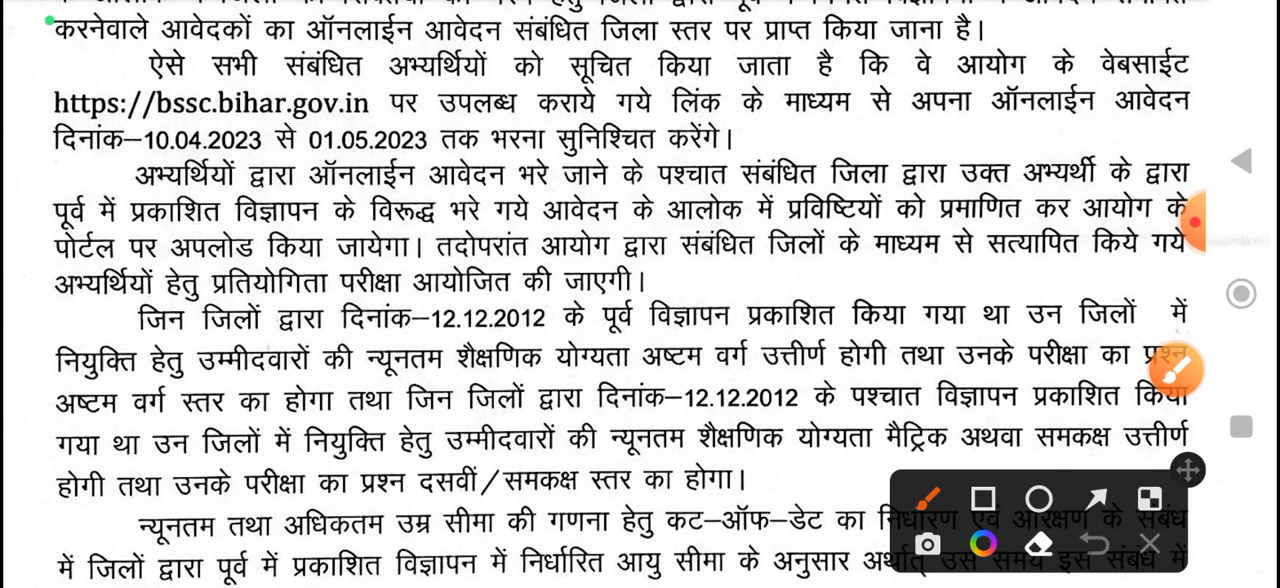 करनेवाले आवेदकों का ऑनलाईन आवेदन संबंधित जिला स्तर पर प्राप्त किया जाना है।
ऐसे सभी संबंधित अभ्यर्थियों को सूचित किया जाता है कि वे आयोग के वेबसाईट
https://bssc.bihar.gov.in पर उपलब्ध कराये गये लिंक के माध्यम से अपना ऑनलाईन आवेदन
दिनांक–10.04.2023 से 01.05.2023 तक भरना सुनिश्चित करेंगे।
अभ्यर्थियों द्वारा ऑनलाईन आवेदन भरे जाने के पश्चात संबंधित जिला द्वारा उक्त अभ्यर्थी के द्वारा
पूर्व में प्रकाशित विज्ञापन के विरूद्ध भरे गये आवेदन के आलोक में प्रविष्टियों को प्रमाणित कर आयोग के
पोर्टल पर अपलोड किया जायेगा। तदोपरांत आयोग द्वारा संबंधित जिलों के माध्यम से सत्यापित किये गये
अभ्यर्थियों हेतु प्रतियोगिता परीक्षा आयोजित की जाएगी।
जिन जिलों द्वारा दिनांक–12.12.2012 के पूर्व विज्ञापन प्रकाशित किया गया था उन जिलों में
नियुक्ति हेतु उम्मीदवारों की न्यूनतम शैक्षणिक योग्यता अष्टम वर्ग उत्तीर्ण होगी तथा उनके परीक्षा का प्रश्न
अष्टम वर्ग स्तर का होगा तथा जिन जिलों द्वारा दिनांक–12.12.2012 के पश्चात विज्ञापन प्रकाशित किया
गया था उन जिलों में नियुक्ति हेतु उम्मीदवारों की न्यूनतम शैक्षणिक योग्यता मैट्रिक अथवा समकक्ष उत्तीर्ण
होगी तथा उनके परीक्षा का प्रश्न दसवीं/समकक्ष स्तर का होगा।
न्यूनतम तथा अधिकतम उम्र सीमा की गणना हेतु कट–ऑफ–डेट का निर्धारण एवं आरक्षण के संबंध
में जिलों द्वारा पूर्व में प्रकाशित विज्ञापन में निर्धारित आयु सीमा के अनुसार अर्थात् उस समय इस संबंध में